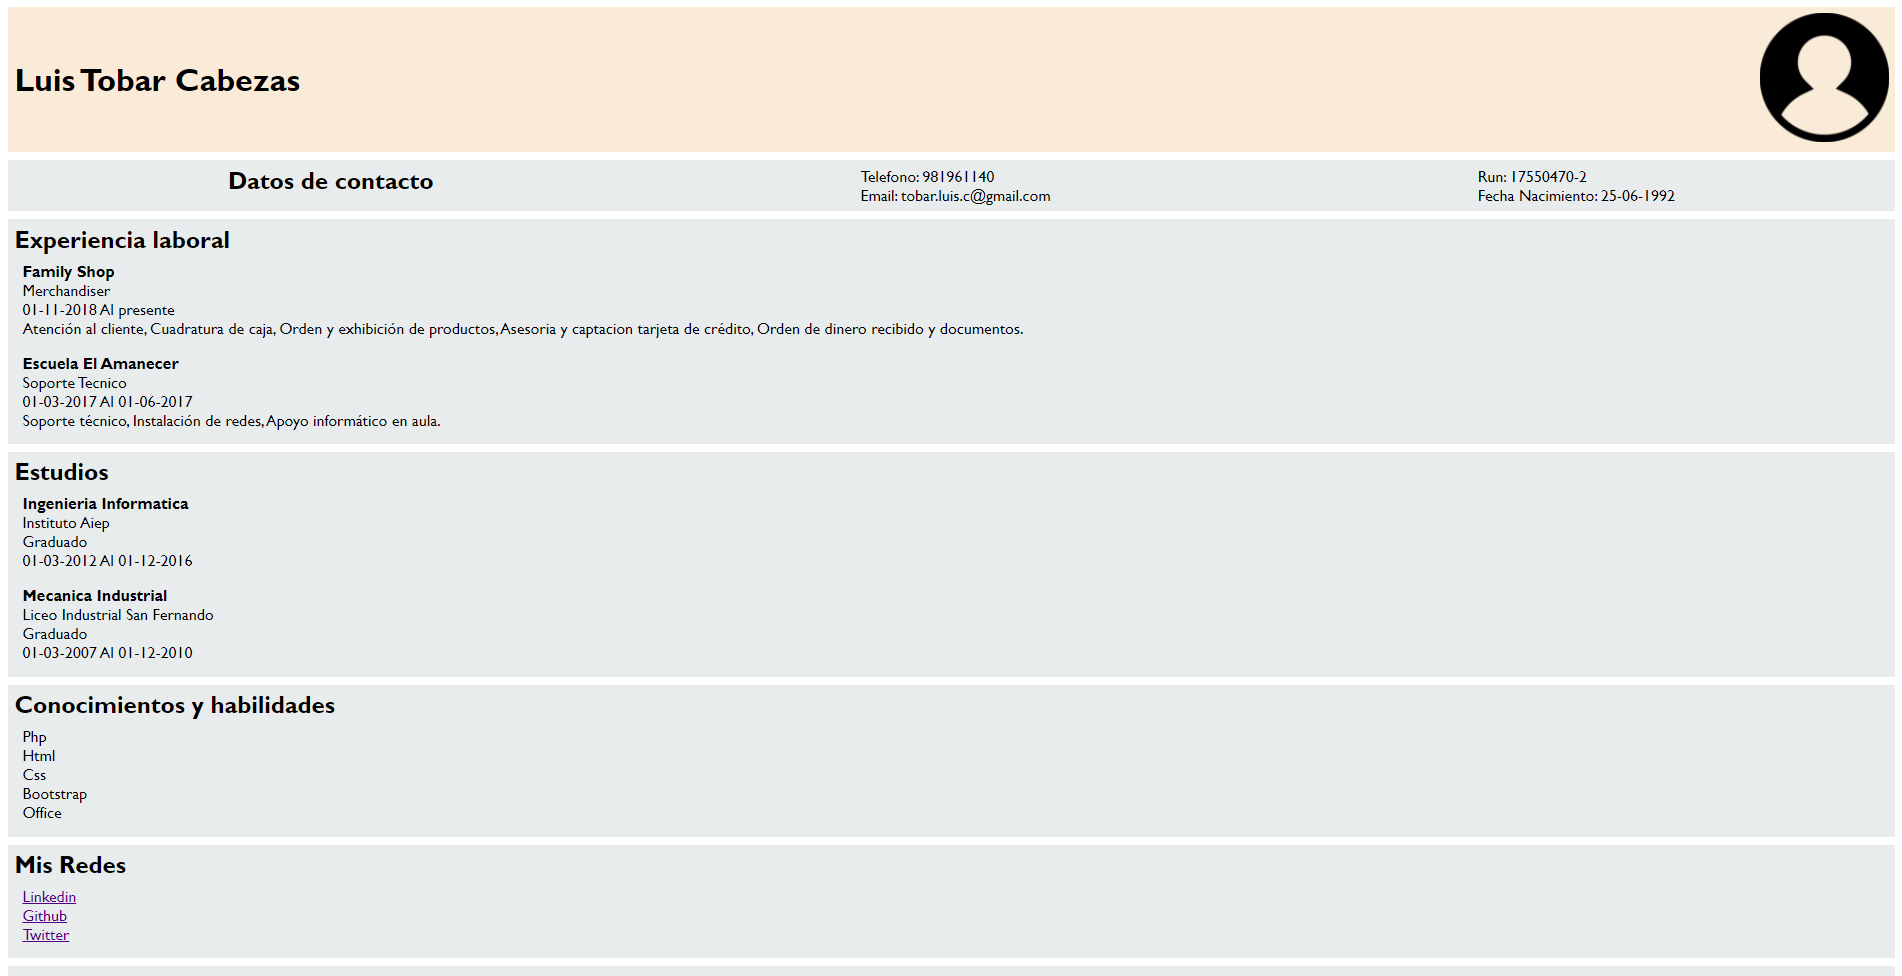 Luis Tobar Cabezas
Datos de contacto
Telefono: 981961140
Email: tobar.luis.c@gmail.com
Run: 17550470-2
Fecha Nacimiento: 25-06-1992
Experiencia laboral
Family Shop
Merchandiser
01-11-2018 Al presente
Atención al cliente, Cuadratura de caja, Orden y exhibición de productos, Asesoria y captacion tarjeta de crédito, Orden de dinero recibido y documentos.
Escuela El Amanecer
Soporte Tecnico
01-03-2017 Al 01-06-2017
Soporte técnico, Instalación de redes, Apoyo informático en aula.
Estudios
Ingenieria Informatica
Instituto Aiep
Graduado
01-03-2012 Al 01-12-2016
Mecanica Industrial
Liceo Industrial San Fernando
Graduado
01-03-2007 Al 01-12-2010
Conocimientos y habilidades
Php
Html
Css
Bootstrap
Office
Mis Redes
Linkedin
Github
Twitter